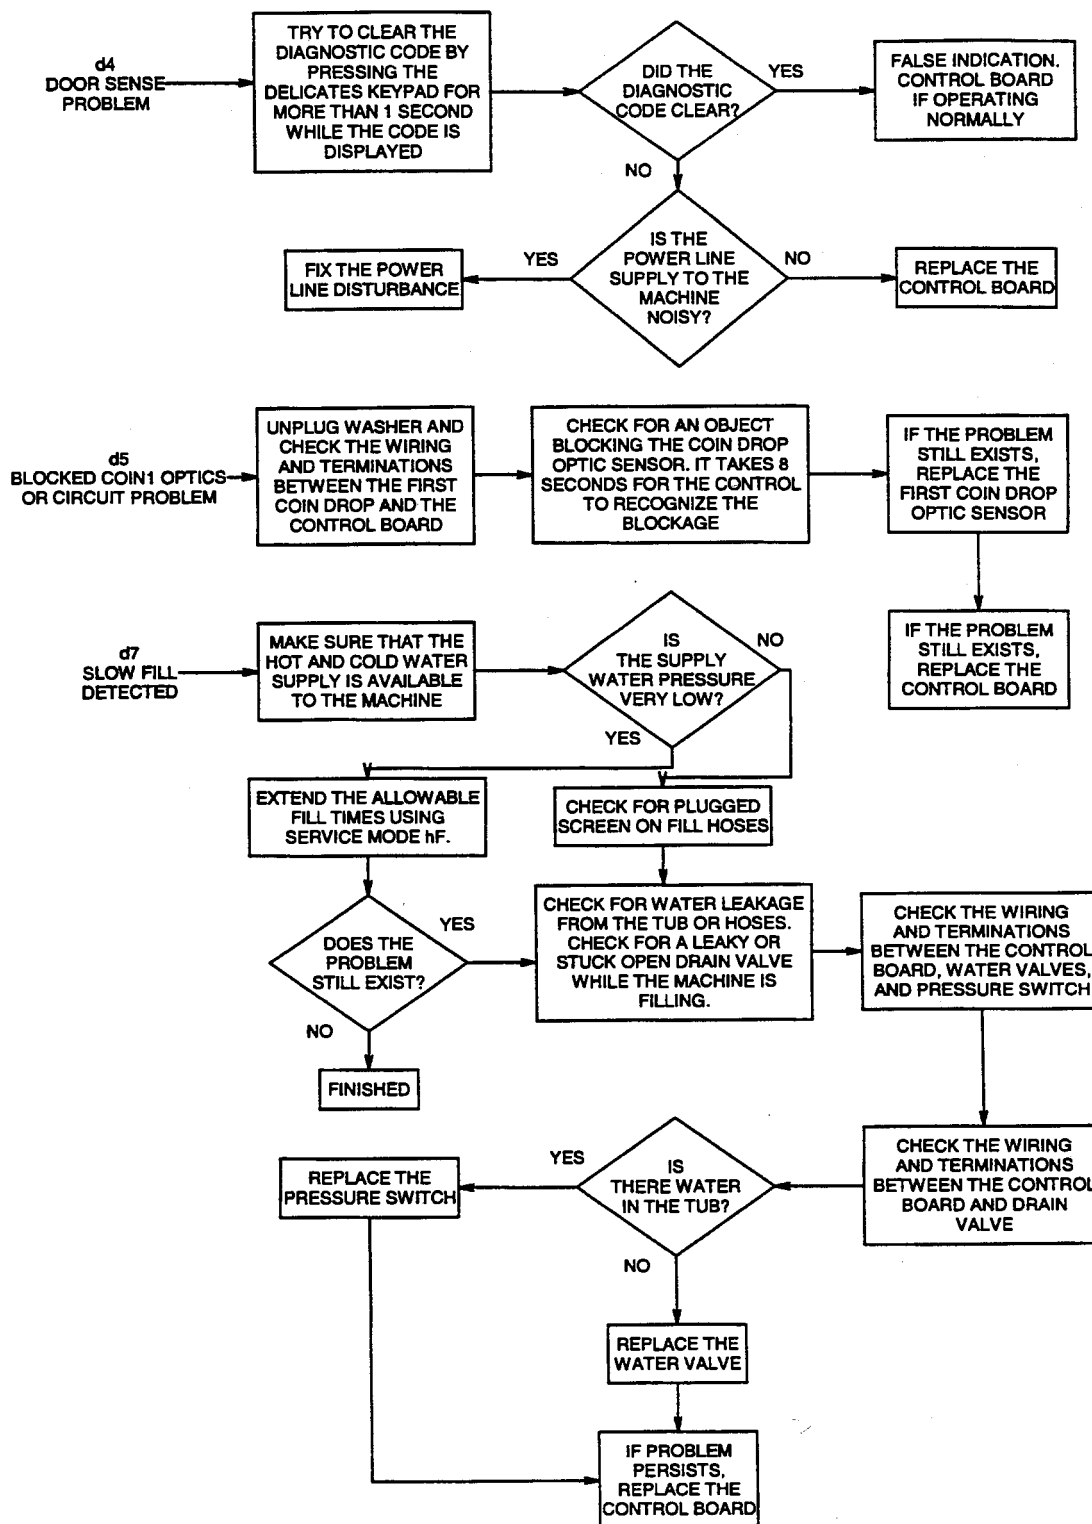 d4
DOOR SENSE
PROBLEM
TRY TO CLEAR THE
DIAGNOSTIC CODE BY
PRESSING THE
DELICATES KEYPAD FOR
MORE THAN 1 SECOND
WHILE THE CODE IS
DISPLAYED
DID THE
DIAGNOSTIC
CODE CLEAR?
YES
FALSE INDICATION.
CONTROL BOARD
IF OPERATING
NORMALLY
NO
IS THE
POWER LINE
SUPPLY TO THE
MACHINE
NOISY?
YES
FIX THE POWER
LINE DISTURBANCE
NO
REPLACE THE
CONTROL BOARD
d5
BLOCKED COIN1 OPTICS
OR CIRCUIT PROBLEM
UNPLUG WASHER AND
CHECK THE WIRING
AND TERMINATIONS
BETWEEN THE FIRST
COIN DROP AND THE
CONTROL BOARD
CHECK FOR AN OBJECT
BLOCKING THE COIN DROP
OPTIC SENSOR. IT TAKES 8
SECONDS FOR THE CONTROL
TO RECOGNIZE THE
BLOCKAGE
IF THE PROBLEM
STILL EXISTS,
REPLACE THE
FIRST COIN DROP
OPTIC SENSOR
IF THE PROBLEM
STILL EXISTS,
REPLACE THE
CONTROL BOARD
d7
SLOW FILL
DETECTED
MAKE SURE THAT THE
HOT AND COLD WATER
SUPPLY IS AVAILABLE
TO THE MACHINE
IS
THE SUPPLY
WATER PRESSURE
VERY LOW?
NO
YES
EXTEND THE ALLOWABLE
FILL TIMES USING
SERVICE MODE hF.
CHECK FOR PLUGGED
SCREEN ON FILL HOSES
DOES THE
PROBLEM
STILL EXIST?
YES
NO
FINISHED
CHECK FOR WATER LEAKAGE
FROM THE TUB OR HOSES.
CHECK FOR A LEAKY OR
STUCK OPEN DRAIN VALVE
WHILE THE MACHINE IS
FILLING.
CHECK THE WIRING
AND TERMINATIONS
BETWEEN THE CONTROL
BOARD, WATER VALVES,
AND PRESSURE SWITCH
CHECK THE WIRING
AND TERMINATIONS
BETWEEN THE CONTROL
BOARD AND DRAIN
VALVE
IS
THERE WATER
IN THE TUB?
YES
REPLACE THE
PRESSURE SWITCH
NO
REPLACE THE
WATER VALVE
IF PROBLEM
PERSISTS,
REPLACE THE
CONTROL BOARD